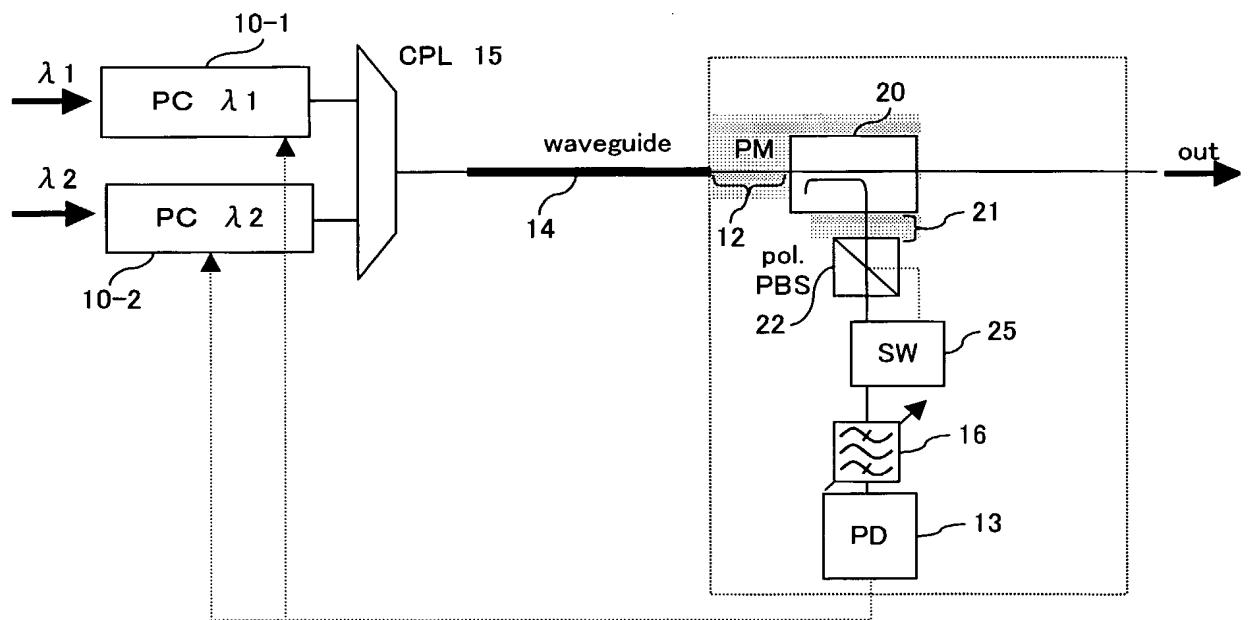 10-1
CPL 15
λ1
PC λ1
20
waveguide
PM
out
λ2
PC λ2
14
12
21
pol.
PBS
10-2
22
SW
25
16
PD
13